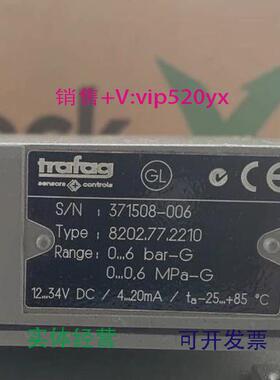 销售+V:vip520yx
trafag
sensors controls
GL
CE
S/N : 371508-006
Type : 8202.77.2210
Range: 0...6 bar-G
0...0,6 MPa-G
12...34V DC / 4...20mA / ta-25...+85 °C
实体经营
可开发票